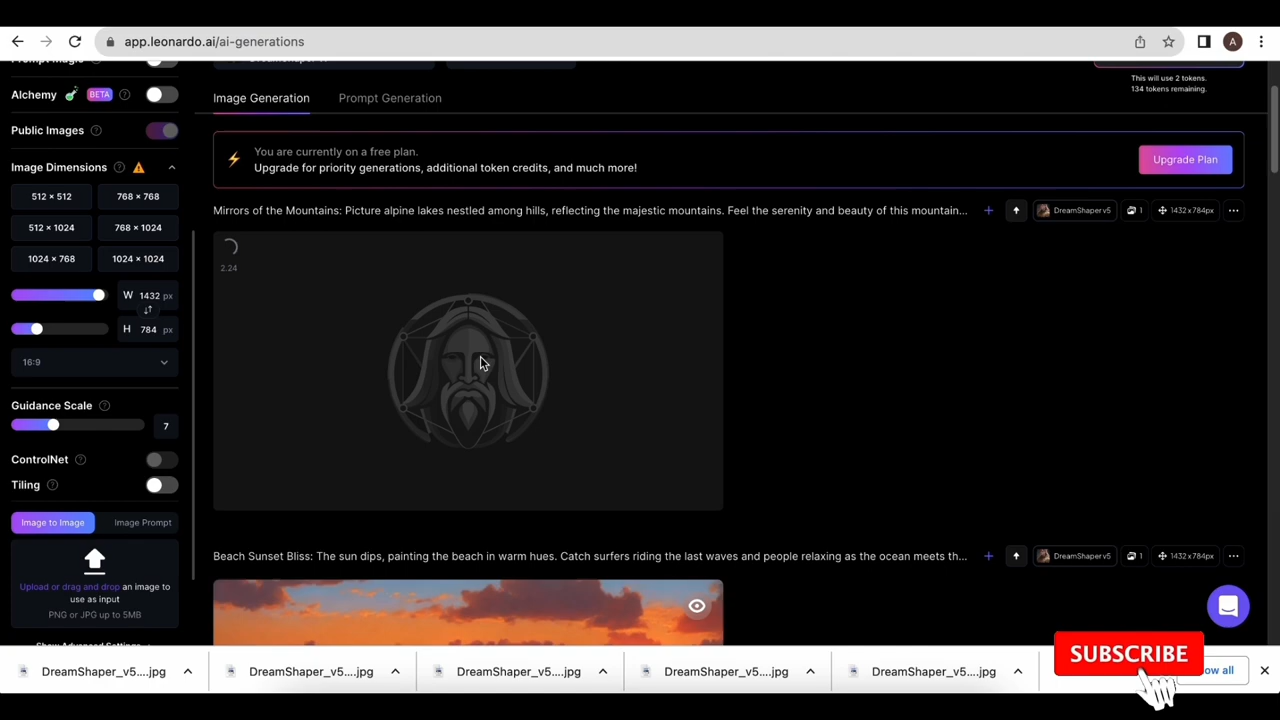 app.leonardo.ai/ai-generations
A
This will use 2 tokens.
134 tokens remaining.
Alchemy BETA
Image Generation
Prompt Generation
Public Images
You are currently on a free plan.
Upgrade for priority generations, additional token credits, and much more!
Upgrade Plan
Image Dimensions
512 × 512
768 × 768
512 × 1024
768 × 1024
1024 × 768
1024 × 1024
W 1432 px
H 784 px
16:9
Guidance Scale
7
ControlNet
Tiling
Image to Image
Image Prompt
Upload or drag and drop an image to
use as input
PNG or JPG up to 5MB
Mirrors of the Mountains: Picture alpine lakes nestled among hills, reflecting the majestic mountains. Feel the serenity and beauty of this mountain...
DreamShaper v5
1
1432x784px
2.24
Beach Sunset Bliss: The sun dips, painting the beach in warm hues. Catch surfers riding the last waves and people relaxing as the ocean meets th...
DreamShaper v5
1
1432x784px
SUBSCRIBE
DreamShaper_v5....jpg
DreamShaper_v5....jpg
DreamShaper_v5....jpg
DreamShaper_v5....jpg
DreamShaper_v5....jpg
all